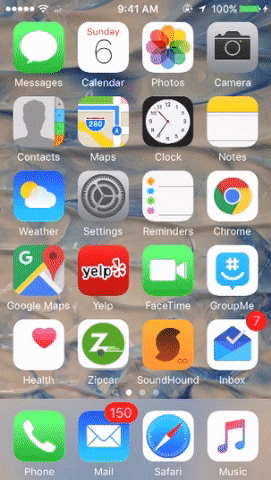 9:41 AM 100%
Sunday
6
Messages Calendar Photos Camera
280
Contacts Maps Clock Notes
Weather Settings Reminders Chrome
G yelp
Google Maps Yelp FaceTime GroupMe
7
Health Zipcar SoundHound Inbox
150
Phone Mail Safari Music